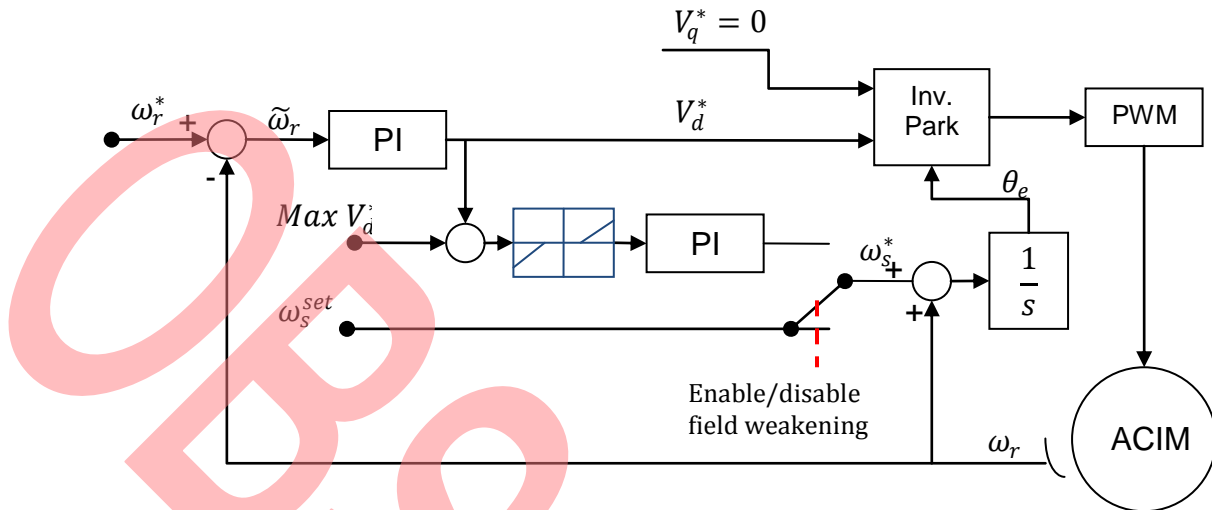 V_q^* = 0
ω_r^*
+
ω̃_r
PI
V_d^*
Inv.
Park
PWM
-
θ_e
Max V_d^*
PI
ω_s^*
+
1/s
ω_s^{set}
+
Enable/disable
field weakening
ω_r
ACIM